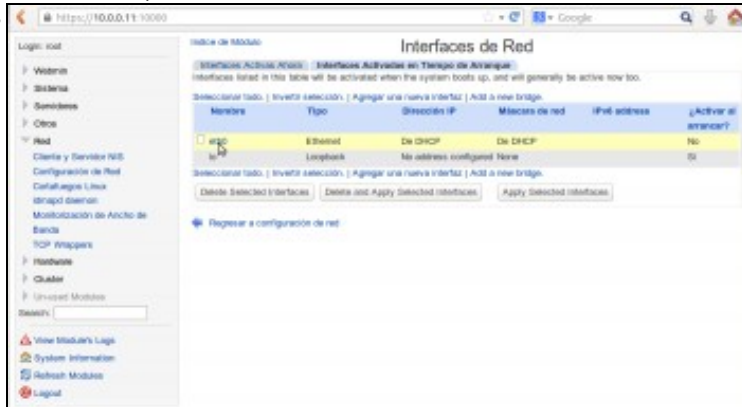 https://10.0.0.11:10000
Google
Login: root
Webmin
Sistema
Servidores
Otros
Red
Cliente y Servidor NIS
Configuración de Red
Cortafuegos Linux
idmapd daemon
Monitorización de Ancho de
Banda
TCP Wrappers
Hardware
Cluster
Un-used Modules
Search:
View Module's Logs
System Information
Refresh Modules
Logout
Índice de Módulo
Interfaces de Red
Interfaces Activas Ahora Interfaces Activadas en Tiempo de Arranque
Interfaces listed in this table will be activated when the system boots up, and will generally be active now too.
Seleccionar todo. | Invertir selección. | Agregar una nueva interfaz | Add a new bridge.
Nombre Tipo Dirección IP Máscara de red IPv6 address ¿Activar al
arrancar?
eth0 Ethernet De DHCP De DHCP No
lo Loopback No address configured None Sí
Seleccionar todo. | Invertir selección. | Agregar una nueva interfaz | Add a new bridge.
Delete Selected Interfaces Delete and Apply Selected Interfaces Apply Selected Interfaces
Regresar a configuración de red